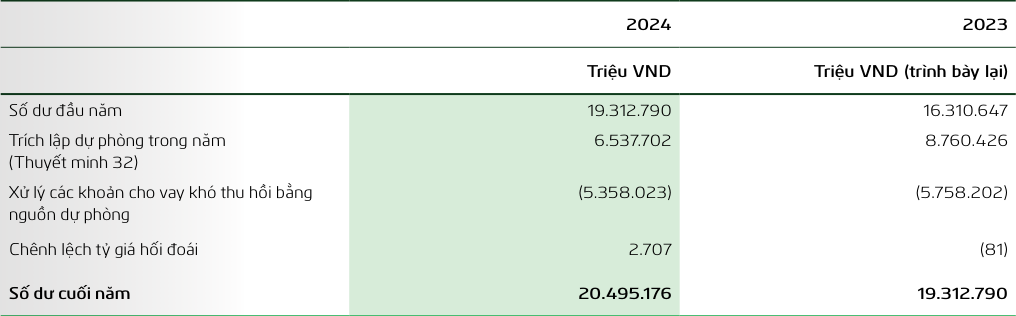 2024 2023
Triệu VND Triệu VND (trình bày lại)
Số dư đầu năm 19.312.790 16.310.647
Trích lập dự phòng trong năm 6.537.702 8.760.426
(Thuyết minh 32)
Xử lý các khoản cho vay khó thu hồi bằng (5.358.023) (5.758.202)
nguồn dự phòng
Chênh lệch tỷ giá hối đoái 2.707 (81)
Số dư cuối năm 20.495.176 19.312.790